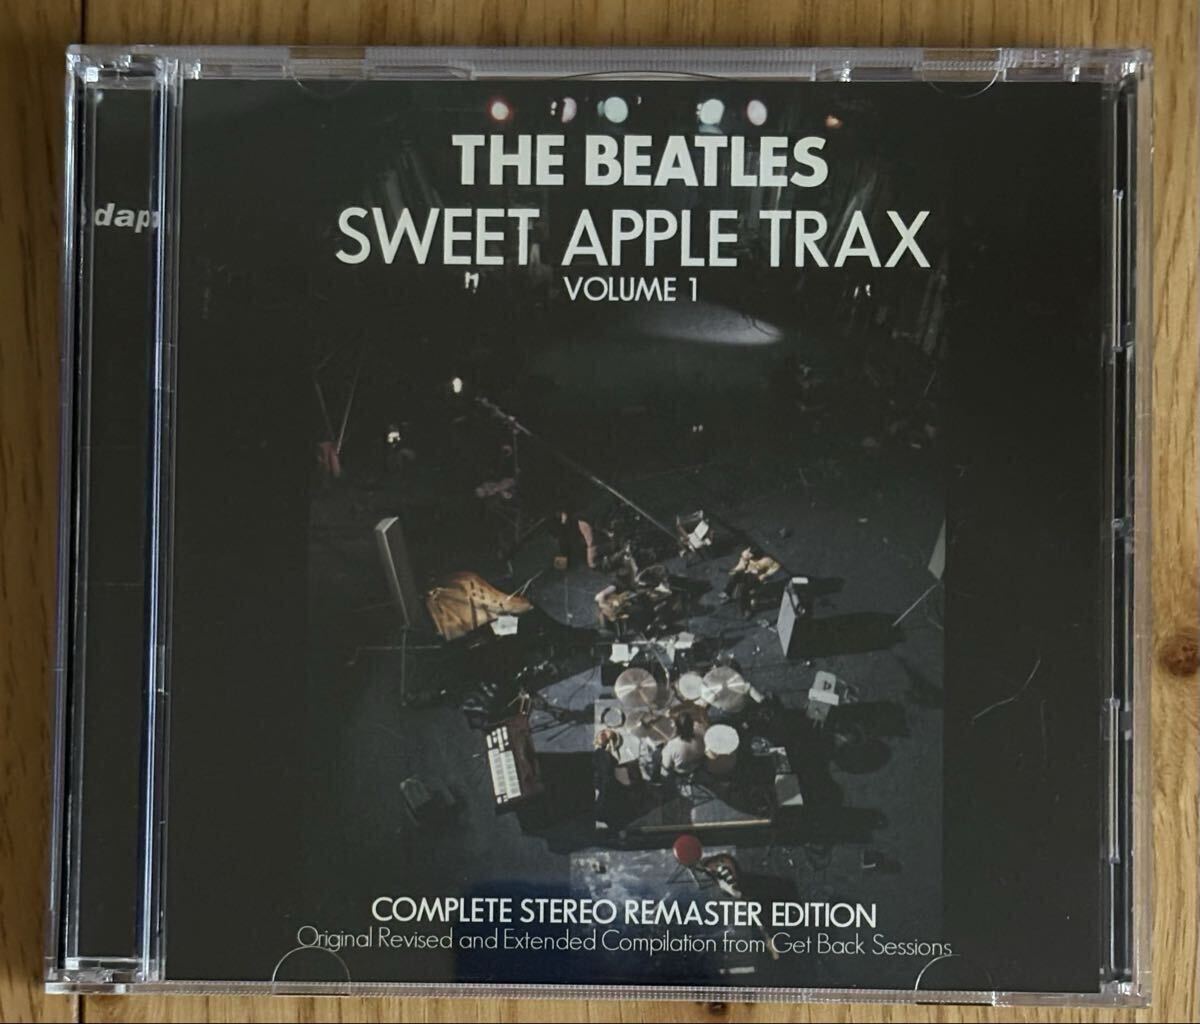 THE BEATLES
SWEET APPLE TRAX
VOLUME 1
COMPLETE STEREO REMASTER EDITION
Original Revised and Extended Compilation from Get Back Sessions
4